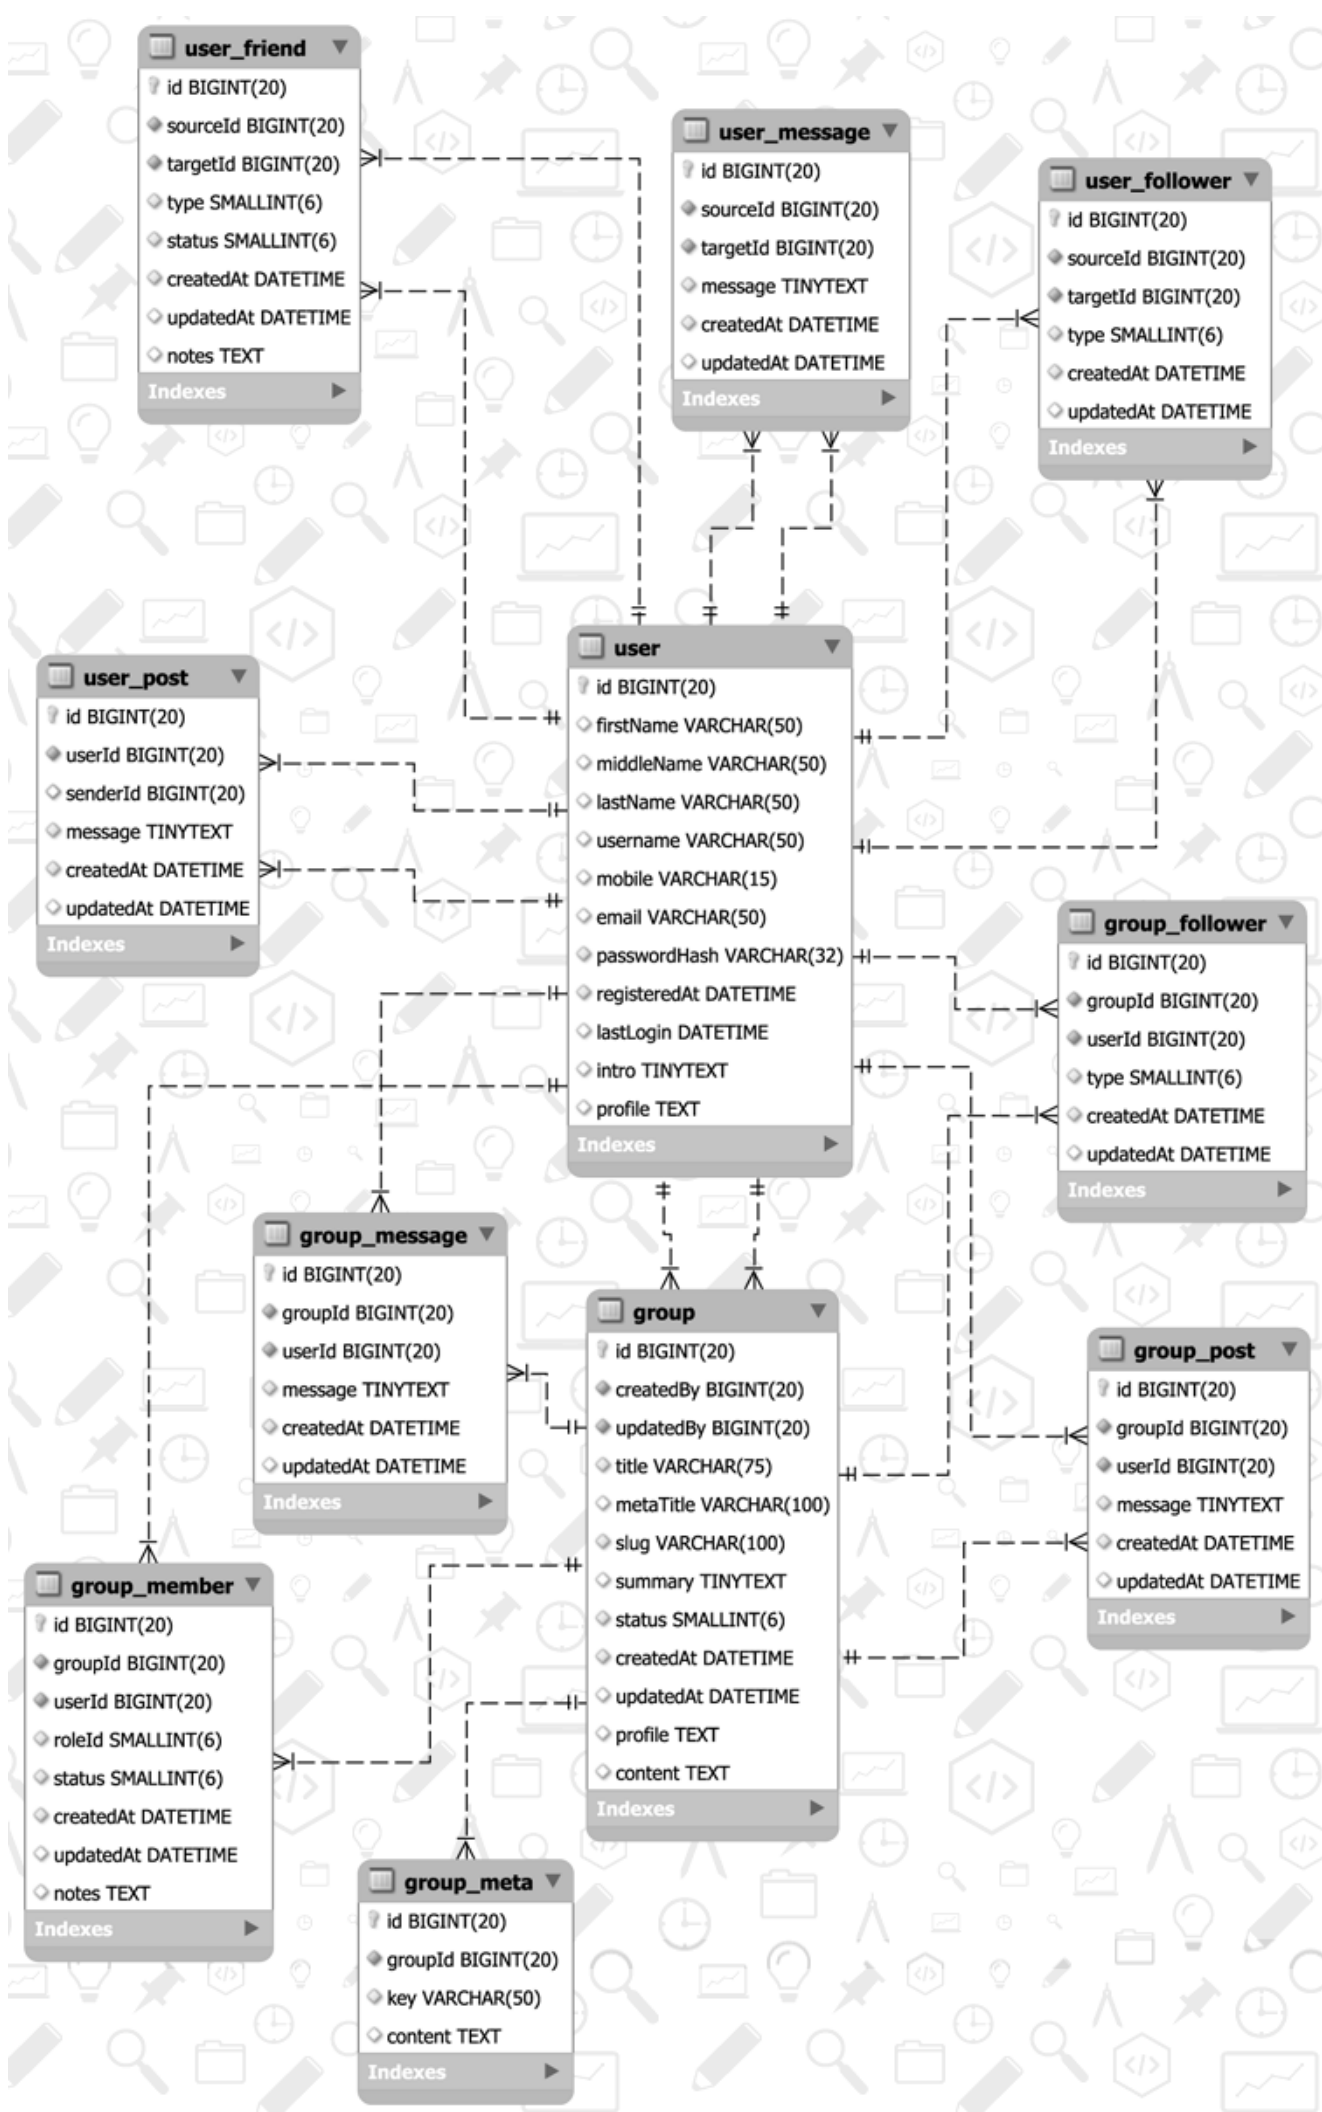 user_friend
id BIGINT(20)
sourceId BIGINT(20)
targetId BIGINT(20)
type SMALLINT(6)
status SMALLINT(6)
createdAt DATETIME
updatedAt DATETIME
notes TEXT
Indexes
user_message
id BIGINT(20)
sourceId BIGINT(20)
targetId BIGINT(20)
message TINYTEXT
createdAt DATETIME
updatedAt DATETIME
Indexes
user_follower
id BIGINT(20)
sourceId BIGINT(20)
targetId BIGINT(20)
type SMALLINT(6)
createdAt DATETIME
updatedAt DATETIME
Indexes
user_post
id BIGINT(20)
userId BIGINT(20)
senderId BIGINT(20)
message TINYTEXT
createdAt DATETIME
updatedAt DATETIME
Indexes
user
id BIGINT(20)
firstName VARCHAR(50)
middleName VARCHAR(50)
lastName VARCHAR(50)
username VARCHAR(50)
mobile VARCHAR(15)
email VARCHAR(50)
passwordHash VARCHAR(32)
registeredAt DATETIME
lastLogin DATETIME
intro TINYTEXT
profile TEXT
Indexes
group_follower
id BIGINT(20)
groupId BIGINT(20)
userId BIGINT(20)
type SMALLINT(6)
createdAt DATETIME
updatedAt DATETIME
Indexes
group_message
id BIGINT(20)
groupId BIGINT(20)
userId BIGINT(20)
message TINYTEXT
createdAt DATETIME
updatedAt DATETIME
Indexes
group
id BIGINT(20)
createdBy BIGINT(20)
updatedBy BIGINT(20)
title VARCHAR(75)
metaTitle VARCHAR(100)
slug VARCHAR(100)
summary TINYTEXT
status SMALLINT(6)
createdAt DATETIME
updatedAt DATETIME
profile TEXT
content TEXT
Indexes
group_post
id BIGINT(20)
groupId BIGINT(20)
userId BIGINT(20)
message TINYTEXT
createdAt DATETIME
updatedAt DATETIME
Indexes
group_member
id BIGINT(20)
groupId BIGINT(20)
userId BIGINT(20)
roleId SMALLINT(6)
status SMALLINT(6)
createdAt DATETIME
updatedAt DATETIME
notes TEXT
Indexes
group_meta
id BIGINT(20)
groupId BIGINT(20)
key VARCHAR(50)
content TEXT
Indexes